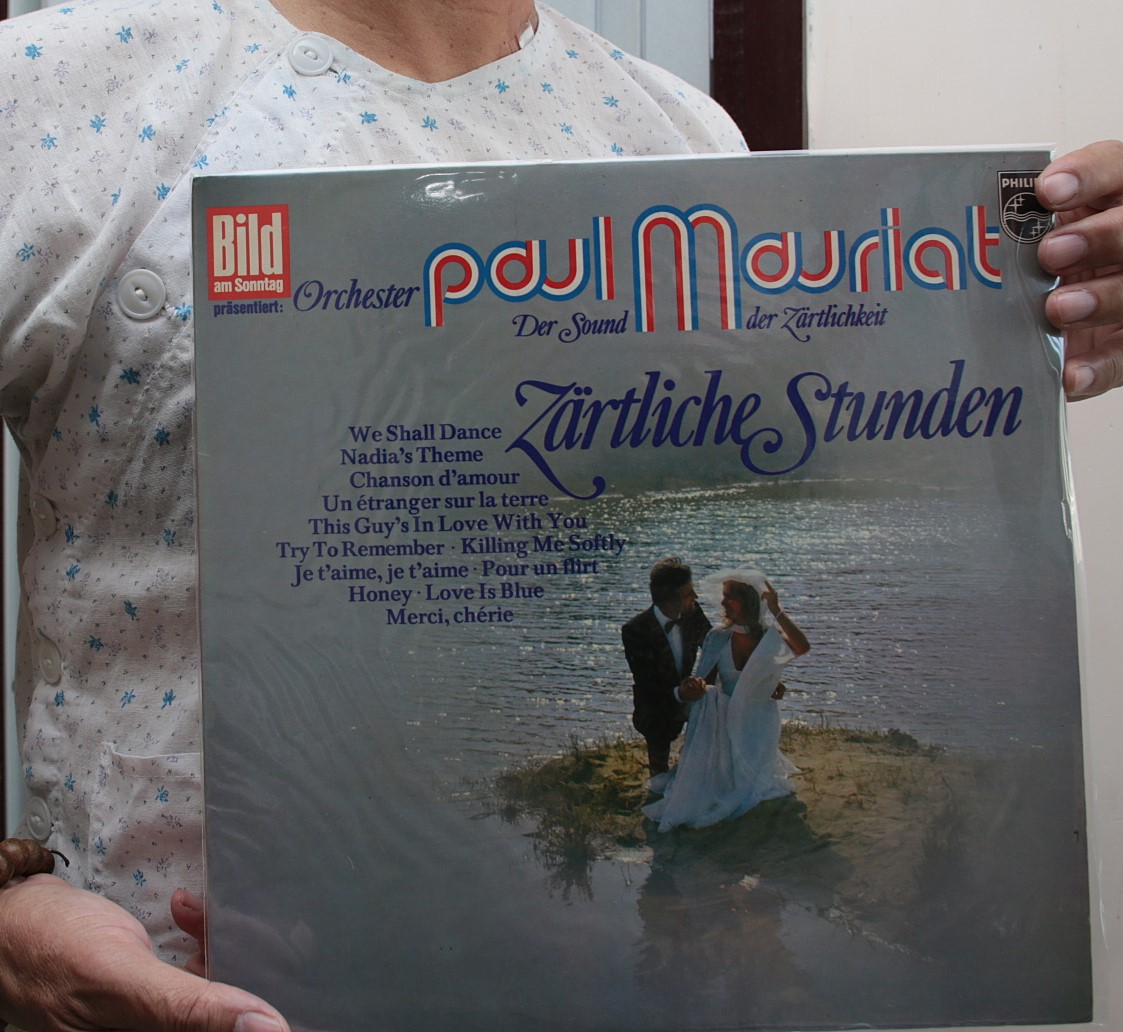 Bild
am Sonntag
präsentiert:
Orchester
paul Mauriat
Der Sound der Zärtlichkeit
Zärtliche Stunden
We Shall Dance
Nadia's Theme
Chanson d'amour
Un étranger sur la terre
This Guy's In Love With You
Try To Remember · Killing Me Softly
Je t'aime, je t'aime · Pour un flirt
Honey · Love Is Blue
Merci, chérie